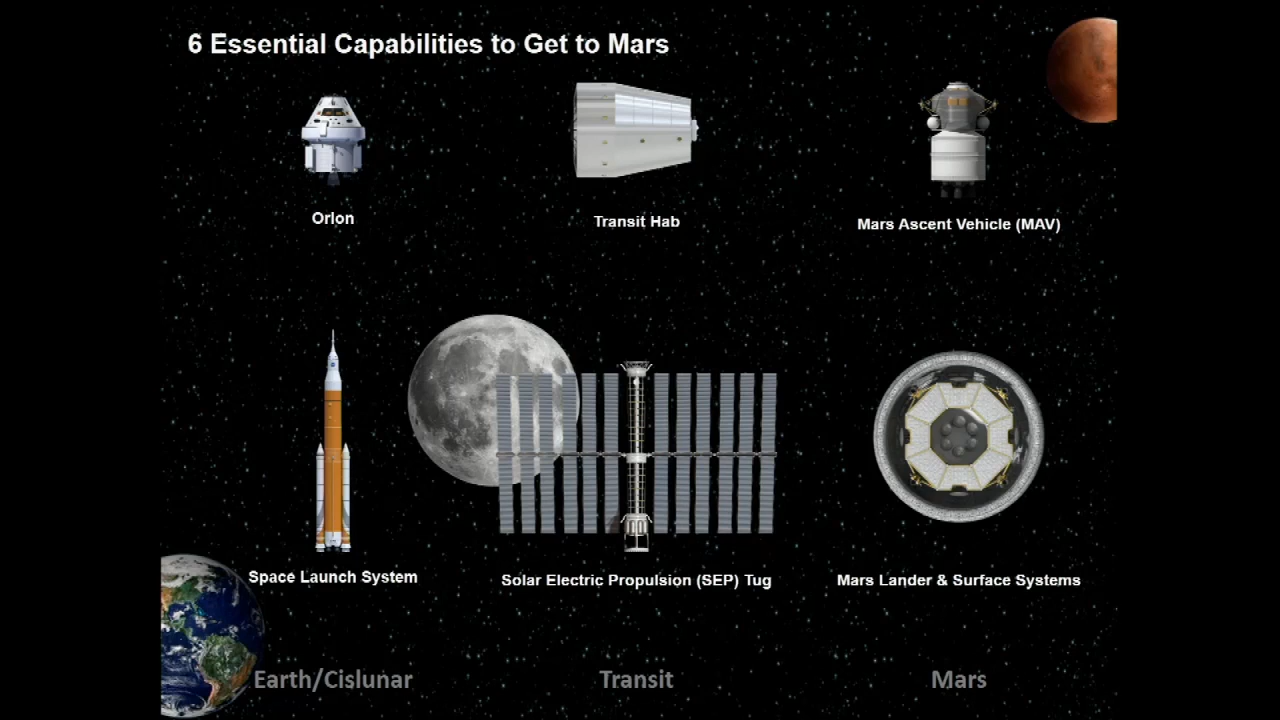 6 Essential Capabilities to Get to Mars
Orion
Transit Hab
Mars Ascent Vehicle (MAV)
Space Launch System
Solar Electric Propulsion (SEP) Tug
Mars Lander & Surface Systems
Earth/Cislunar
Transit
Mars